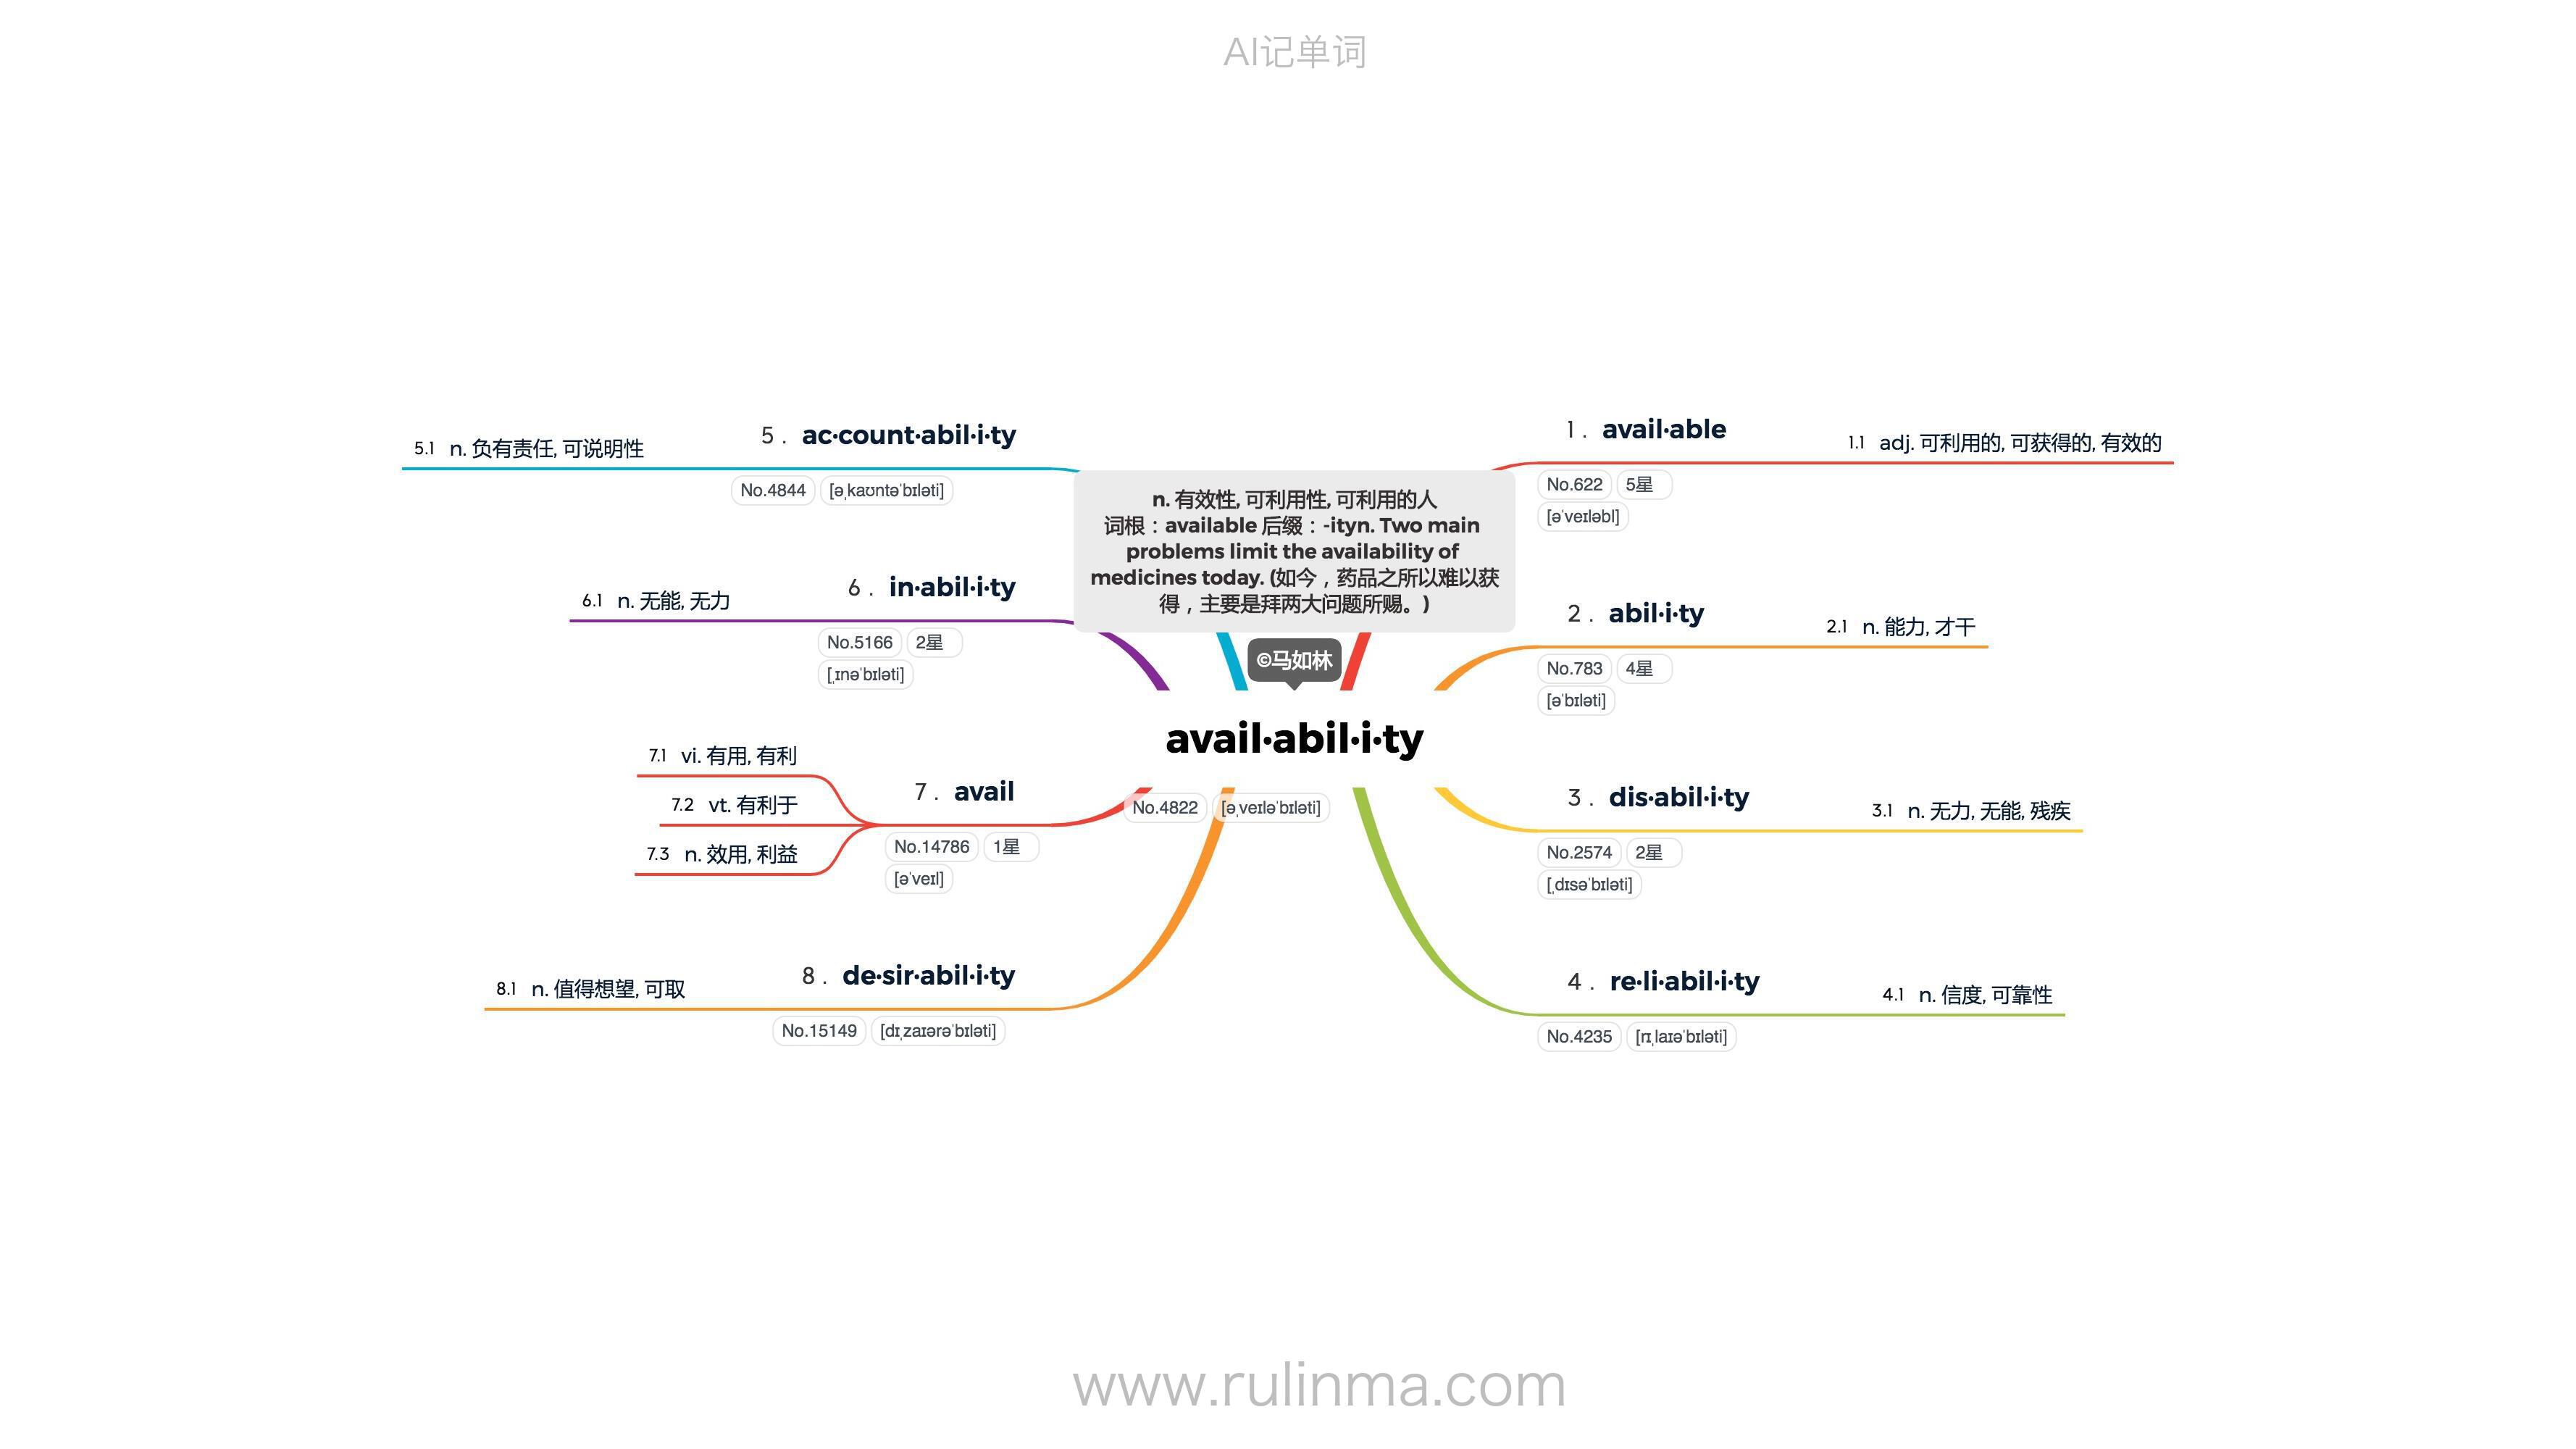 AI记单词
5 . ac·count·abil·i·ty
5.1 n. 负有责任, 可说明性
No.4844 [əˌkaʊntəˈbɪləti]
6 . in·abil·i·ty
6.1 n. 无能, 无力
No.5166 2星
[ˌɪnəˈbɪləti]
7 . avail
7.1 vi. 有用, 有利
7.2 vt. 有利于
7.3 n. 效用, 利益
No.14786 1星
[əˈveɪl]
8 . de·sir·abil·i·ty
8.1 n. 值得想望, 可取
No.15149 [dɪˌzaɪərəˈbɪləti]
n. 有效性, 可利用性, 可利用的人
词根：available 后缀：-ityn. Two main
problems limit the availability of
medicines today. (如今，药品之所以难以获
得，主要是拜两大问题所赐。)
©马如林
avail·abil·i·ty
No.4822 [əˌveɪləˈbɪləti]
1 . avail·able
1.1 adj. 可利用的, 可获得的, 有效的
No.622 5星
[əˈveɪləbl]
2 . abil·i·ty
2.1 n. 能力, 才干
No.783 4星
[əˈbɪləti]
3 . dis·abil·i·ty
3.1 n. 无力, 无能, 残疾
No.2574 2星
[ˌdɪsəˈbɪləti]
4 . re·li·abil·i·ty
4.1 n. 信度, 可靠性
No.4235 [rɪˌlaɪəˈbɪləti]
www.rulinma.com